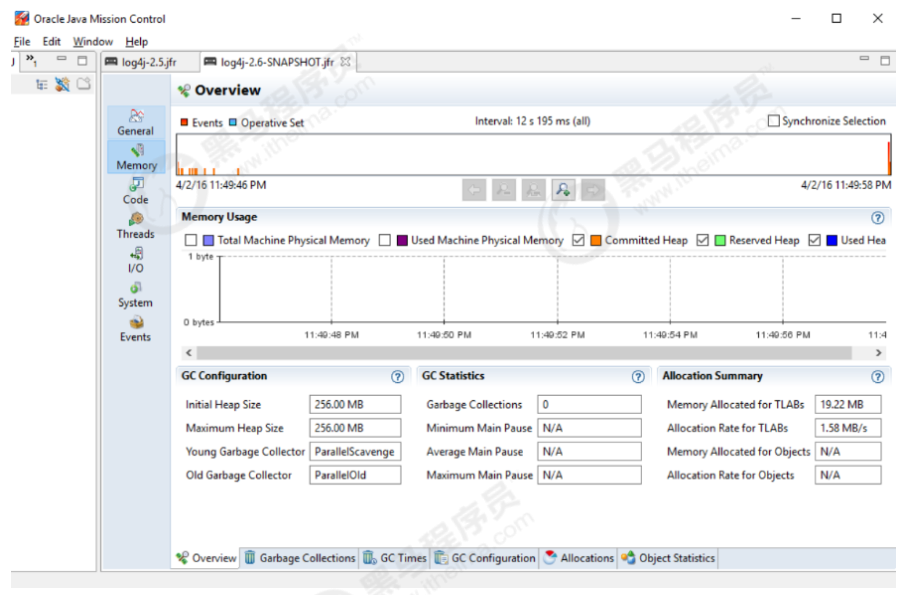 Oracle Java Mission Control
File Edit Window Help
log4j-2.5.jfr log4j-2.6-SNAPSHOT.jfr
Overview
General
Memory
Code
Threads
I/O
System
Events
Events Operative Set Interval: 12 s 195 ms (all) Synchronize Selection
4/2/16 11:49:46 PM 4/2/16 11:49:58 PM
Memory Usage
Total Machine Physical Memory Used Machine Physical Memory Committed Heap Reserved Heap Used Hea
1 byte
0 bytes
11:49:48 PM 11:49:50 PM 11:49:52 PM 11:49:54 PM 11:49:56 PM 11:4
GC Configuration
Initial Heap Size 256.00 MB
Maximum Heap Size 256.00 MB
Young Garbage Collector ParallelScavenge
Old Garbage Collector ParallelOld
GC Statistics
Garbage Collections 0
Minimum Main Pause N/A
Average Main Pause N/A
Maximum Main Pause N/A
Allocation Summary
Memory Allocated for TLABs 19.22 MB
Allocation Rate for TLABs 1.58 MB/s
Memory Allocated for Objects N/A
Allocation Rate for Objects N/A
Overview Garbage Collections GC Times GC Configuration Allocations Object Statistics
黑马程序员
www.itheima.com